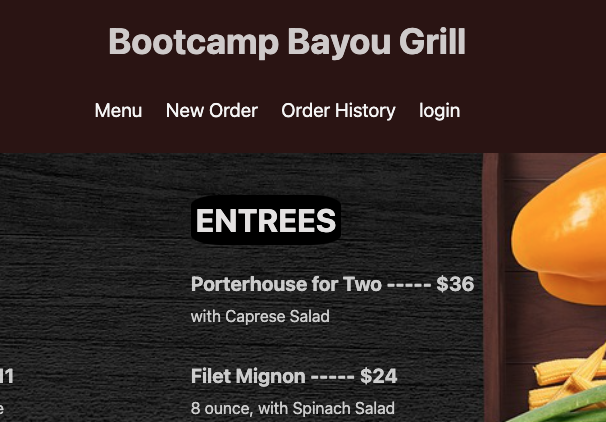 Bootcamp Bayou Grill
Menu New Order Order History login
ENTREES
Porterhouse for Two ----- $36
with Caprese Salad
Filet Mignon ----- $24
8 ounce, with Spinach Salad